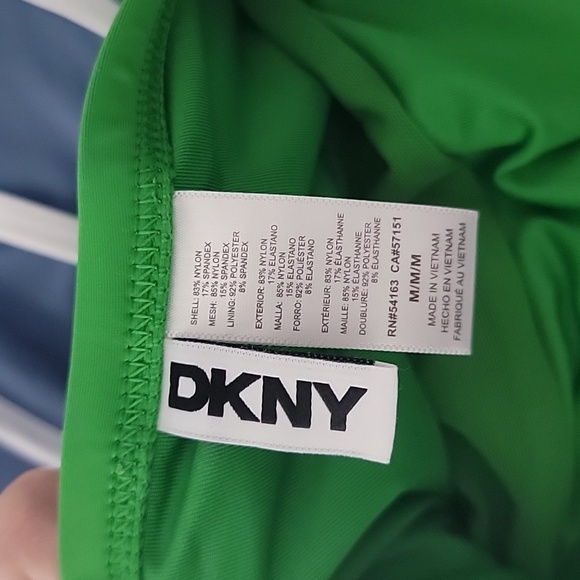 SHELL: 83% NYLON
17% SPANDEX
MESH: 85% NYLON
15% SPANDEX
LINING: 92% POLYESTER
8% SPANDEX
EXTERIOR: 83% NYLON
17% ELASTANO
MALLA: 85% NYLON
15% ELASTANO
FORRO: 92% POLIÉSTER
8% ELASTANO
EXTERIEUR: 83% NYLON
17% ÉLASTHANNE
MAILLE: 85% NYLON
15% ÉLASTHANNE
DOUBLURE: 92% POLYESTER
8% ÉLASTHANNE
RN#54163 CA#57151
M/M/M
MADE IN VIETNAM
HECHO EN VIETNAM
FABRIQUÉ AU VIETNAM
DKNY